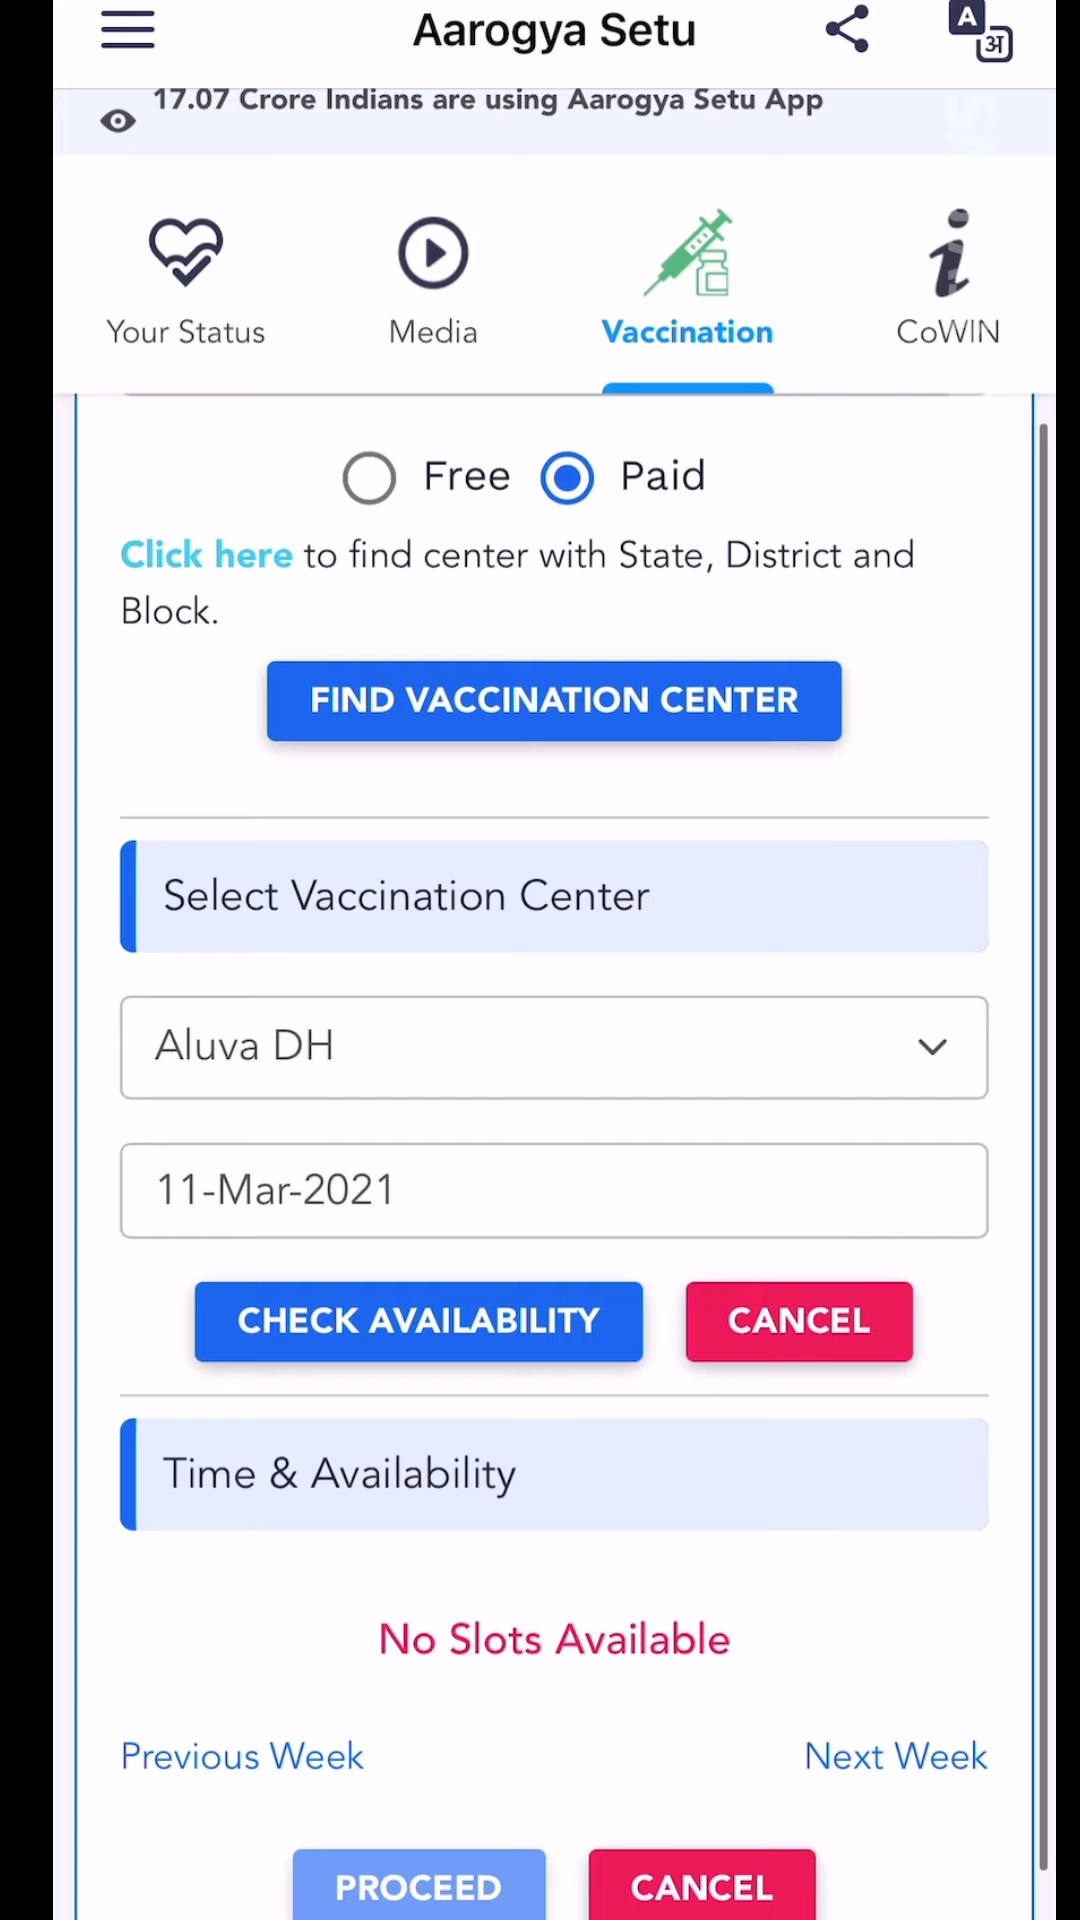 Aarogya Setu
A
अ
17.07 Crore Indians are using Aarogya Setu App
Your Status
Media
Vaccination
CoWIN
Free
Paid
Click here to find center with State, District and
Block.
FIND VACCINATION CENTER
Select Vaccination Center
Aluva DH
11-Mar-2021
CHECK AVAILABILITY
CANCEL
Time & Availability
No Slots Available
Previous Week
Next Week
PROCEED
CANCEL